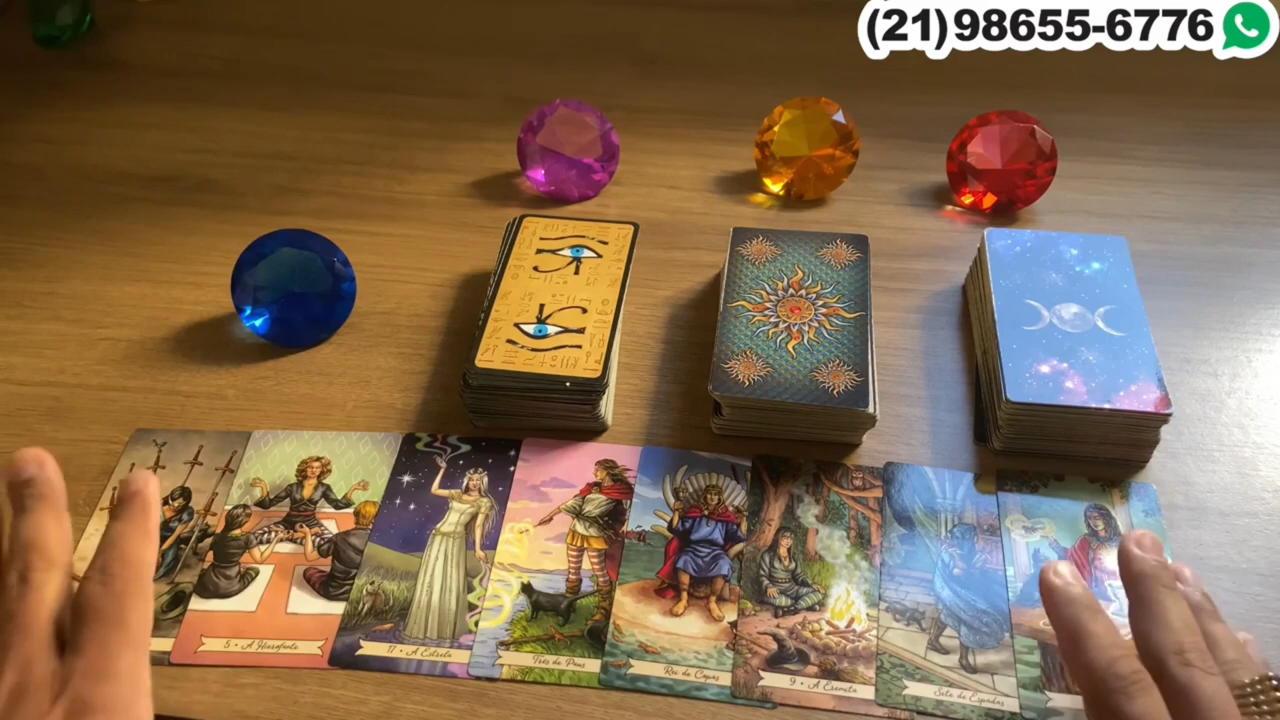 (21)98655-6776
5 • A Hierofante
17 • A Estrela
Três de Paus
Rei de Copas
9 • A Eremita
Sete de Espadas